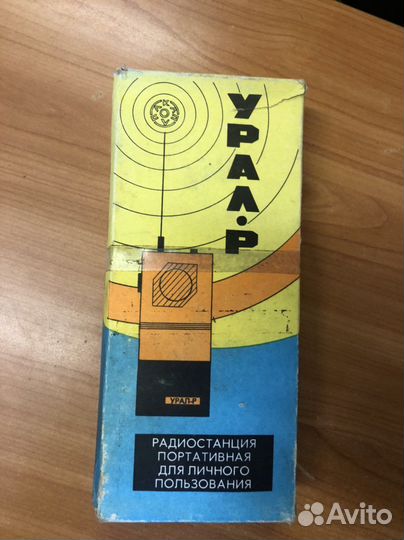 УРАЛ-Р
УРАЛ-Р
РАДИОСТАНЦИЯ
ПОРТАТИВНАЯ
ДЛЯ ЛИЧНОГО
ПОЛЬЗОВАНИЯ
Avito